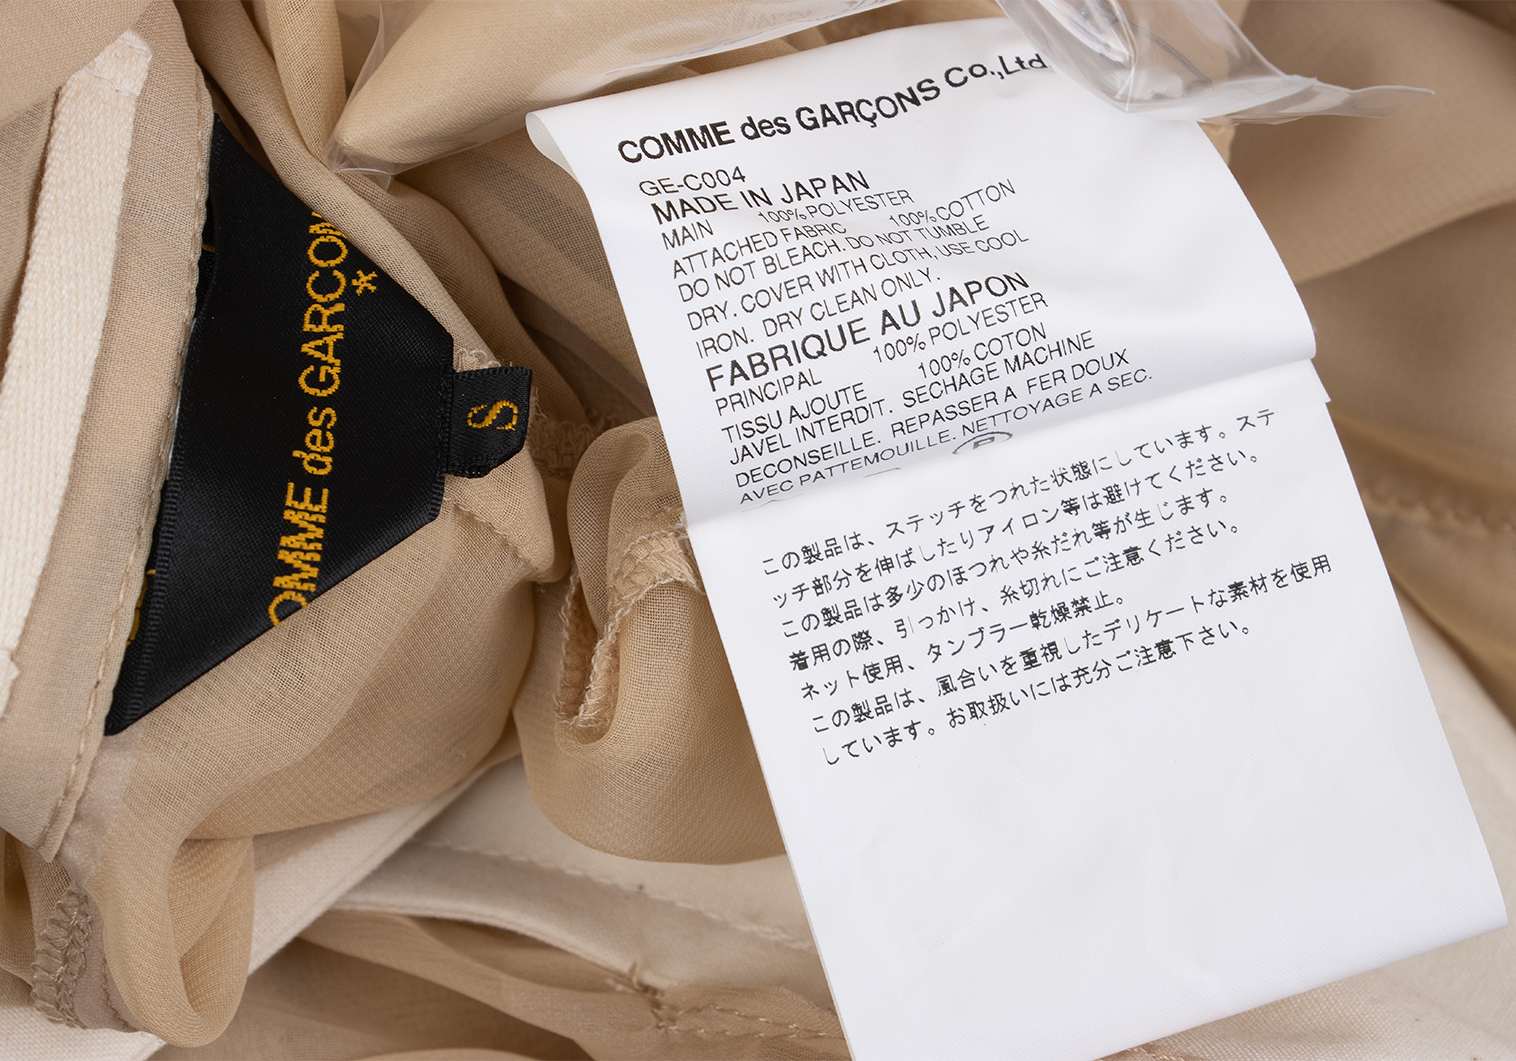 COMME des GARCON
*
S
COMME des GARÇONS Co.,Ltd
GE-C004
MADE IN JAPAN
MAIN 100% POLYESTER
ATTACHED FABRIC 100% COTTON
DO NOT BLEACH. DO NOT TUMBLE
DRY. COVER WITH CLOTH, USE COOL
IRON. DRY CLEAN ONLY.
FABRIQUE AU JAPON
PRINCIPAL 100% POLYESTER
TISSU AJOUTE 100% COTON
JAVEL INTERDIT. SECHAGE MACHINE
DECONSEILLE. REPASSER A FER DOUX
AVEC PATTEMOUILLE. NETTOYAGE A SEC.
この製品は、ステッチをつれた状態にしています。ステ
ッチ部分を伸ばしたりアイロン等は避けてください。
この製品は多少のほつれや糸だれ等が生じます。
着用の際、引っかけ、糸切れにご注意ください。
ネット使用、タンブラー乾燥禁止。
この製品は、風合いを重視したデリケートな素材を使用
しています。お取扱いには充分ご注意下さい。